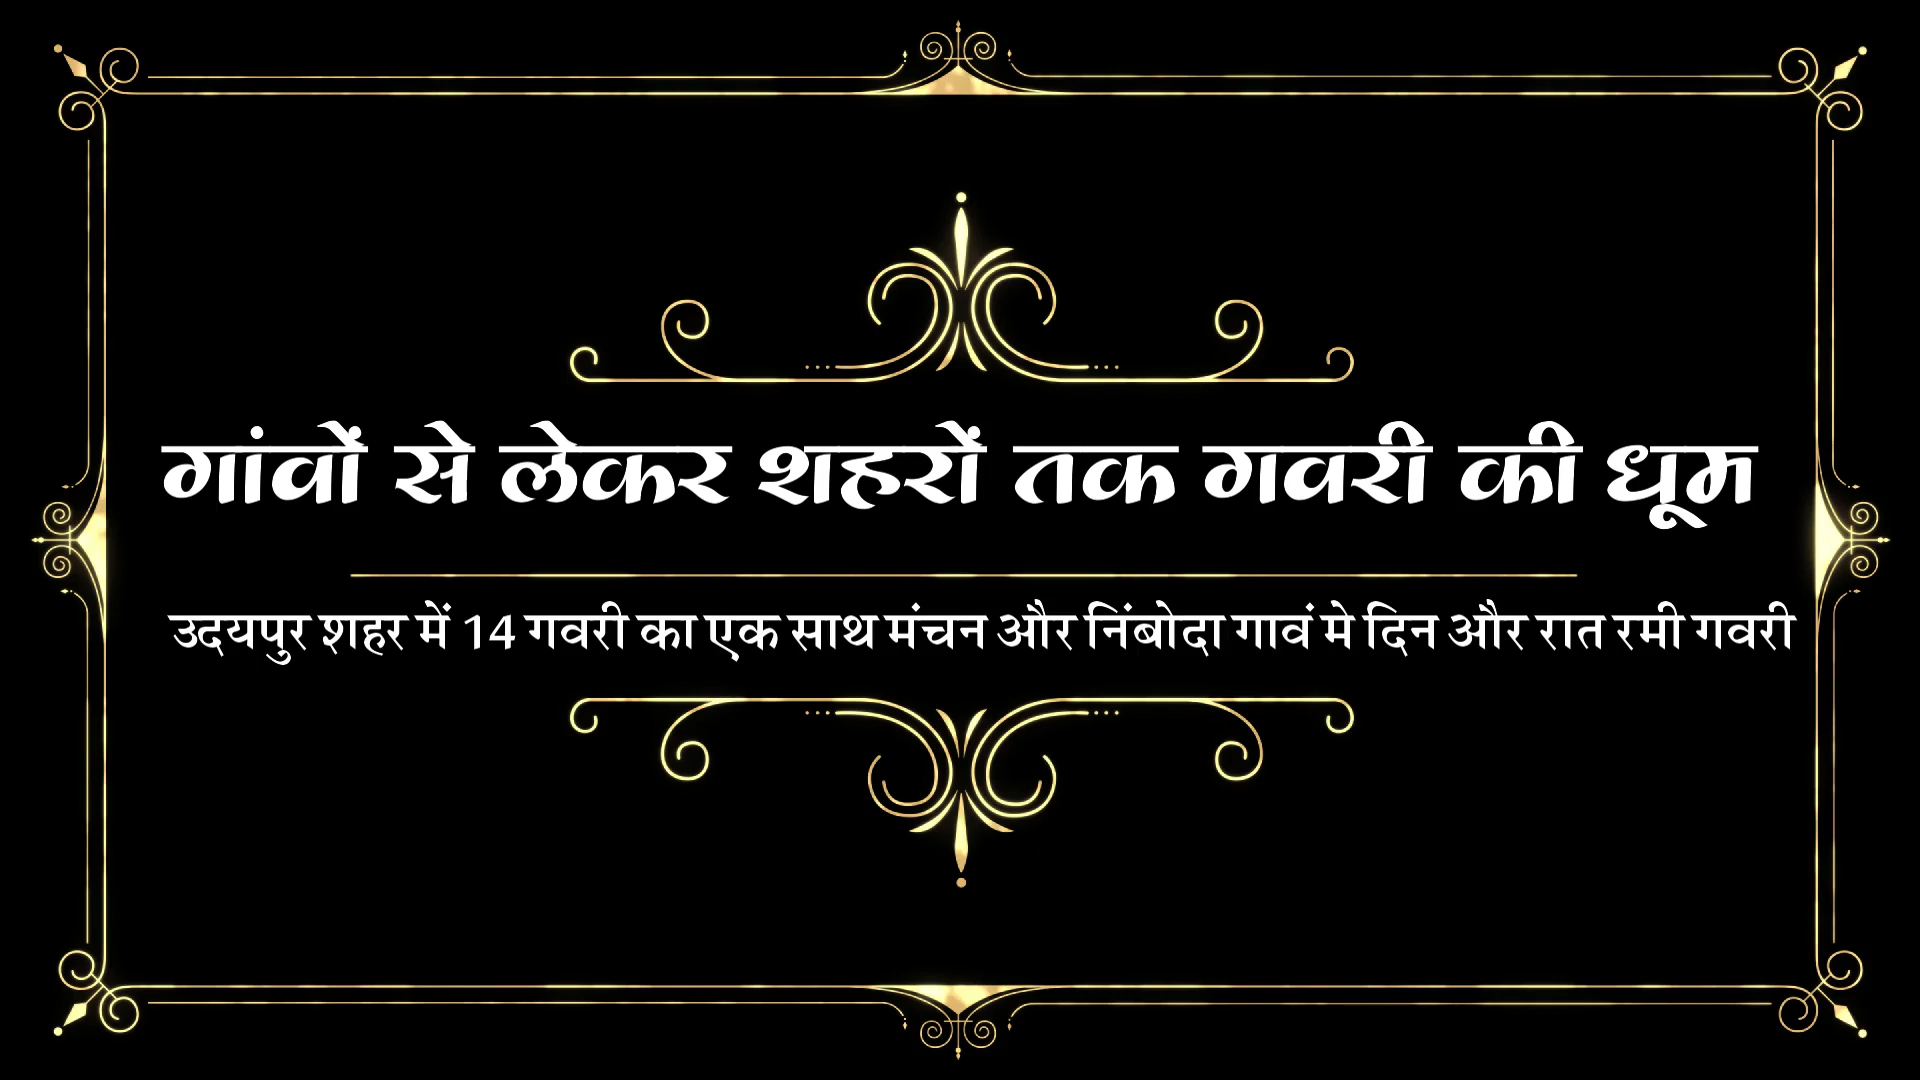 गांवों से लेकर शहरों तक गवरी की धूम
उदयपुर शहर में 14 गवरी का एक साथ मंचन और निंबोदा गावं मे दिन और रात रमी गवरी